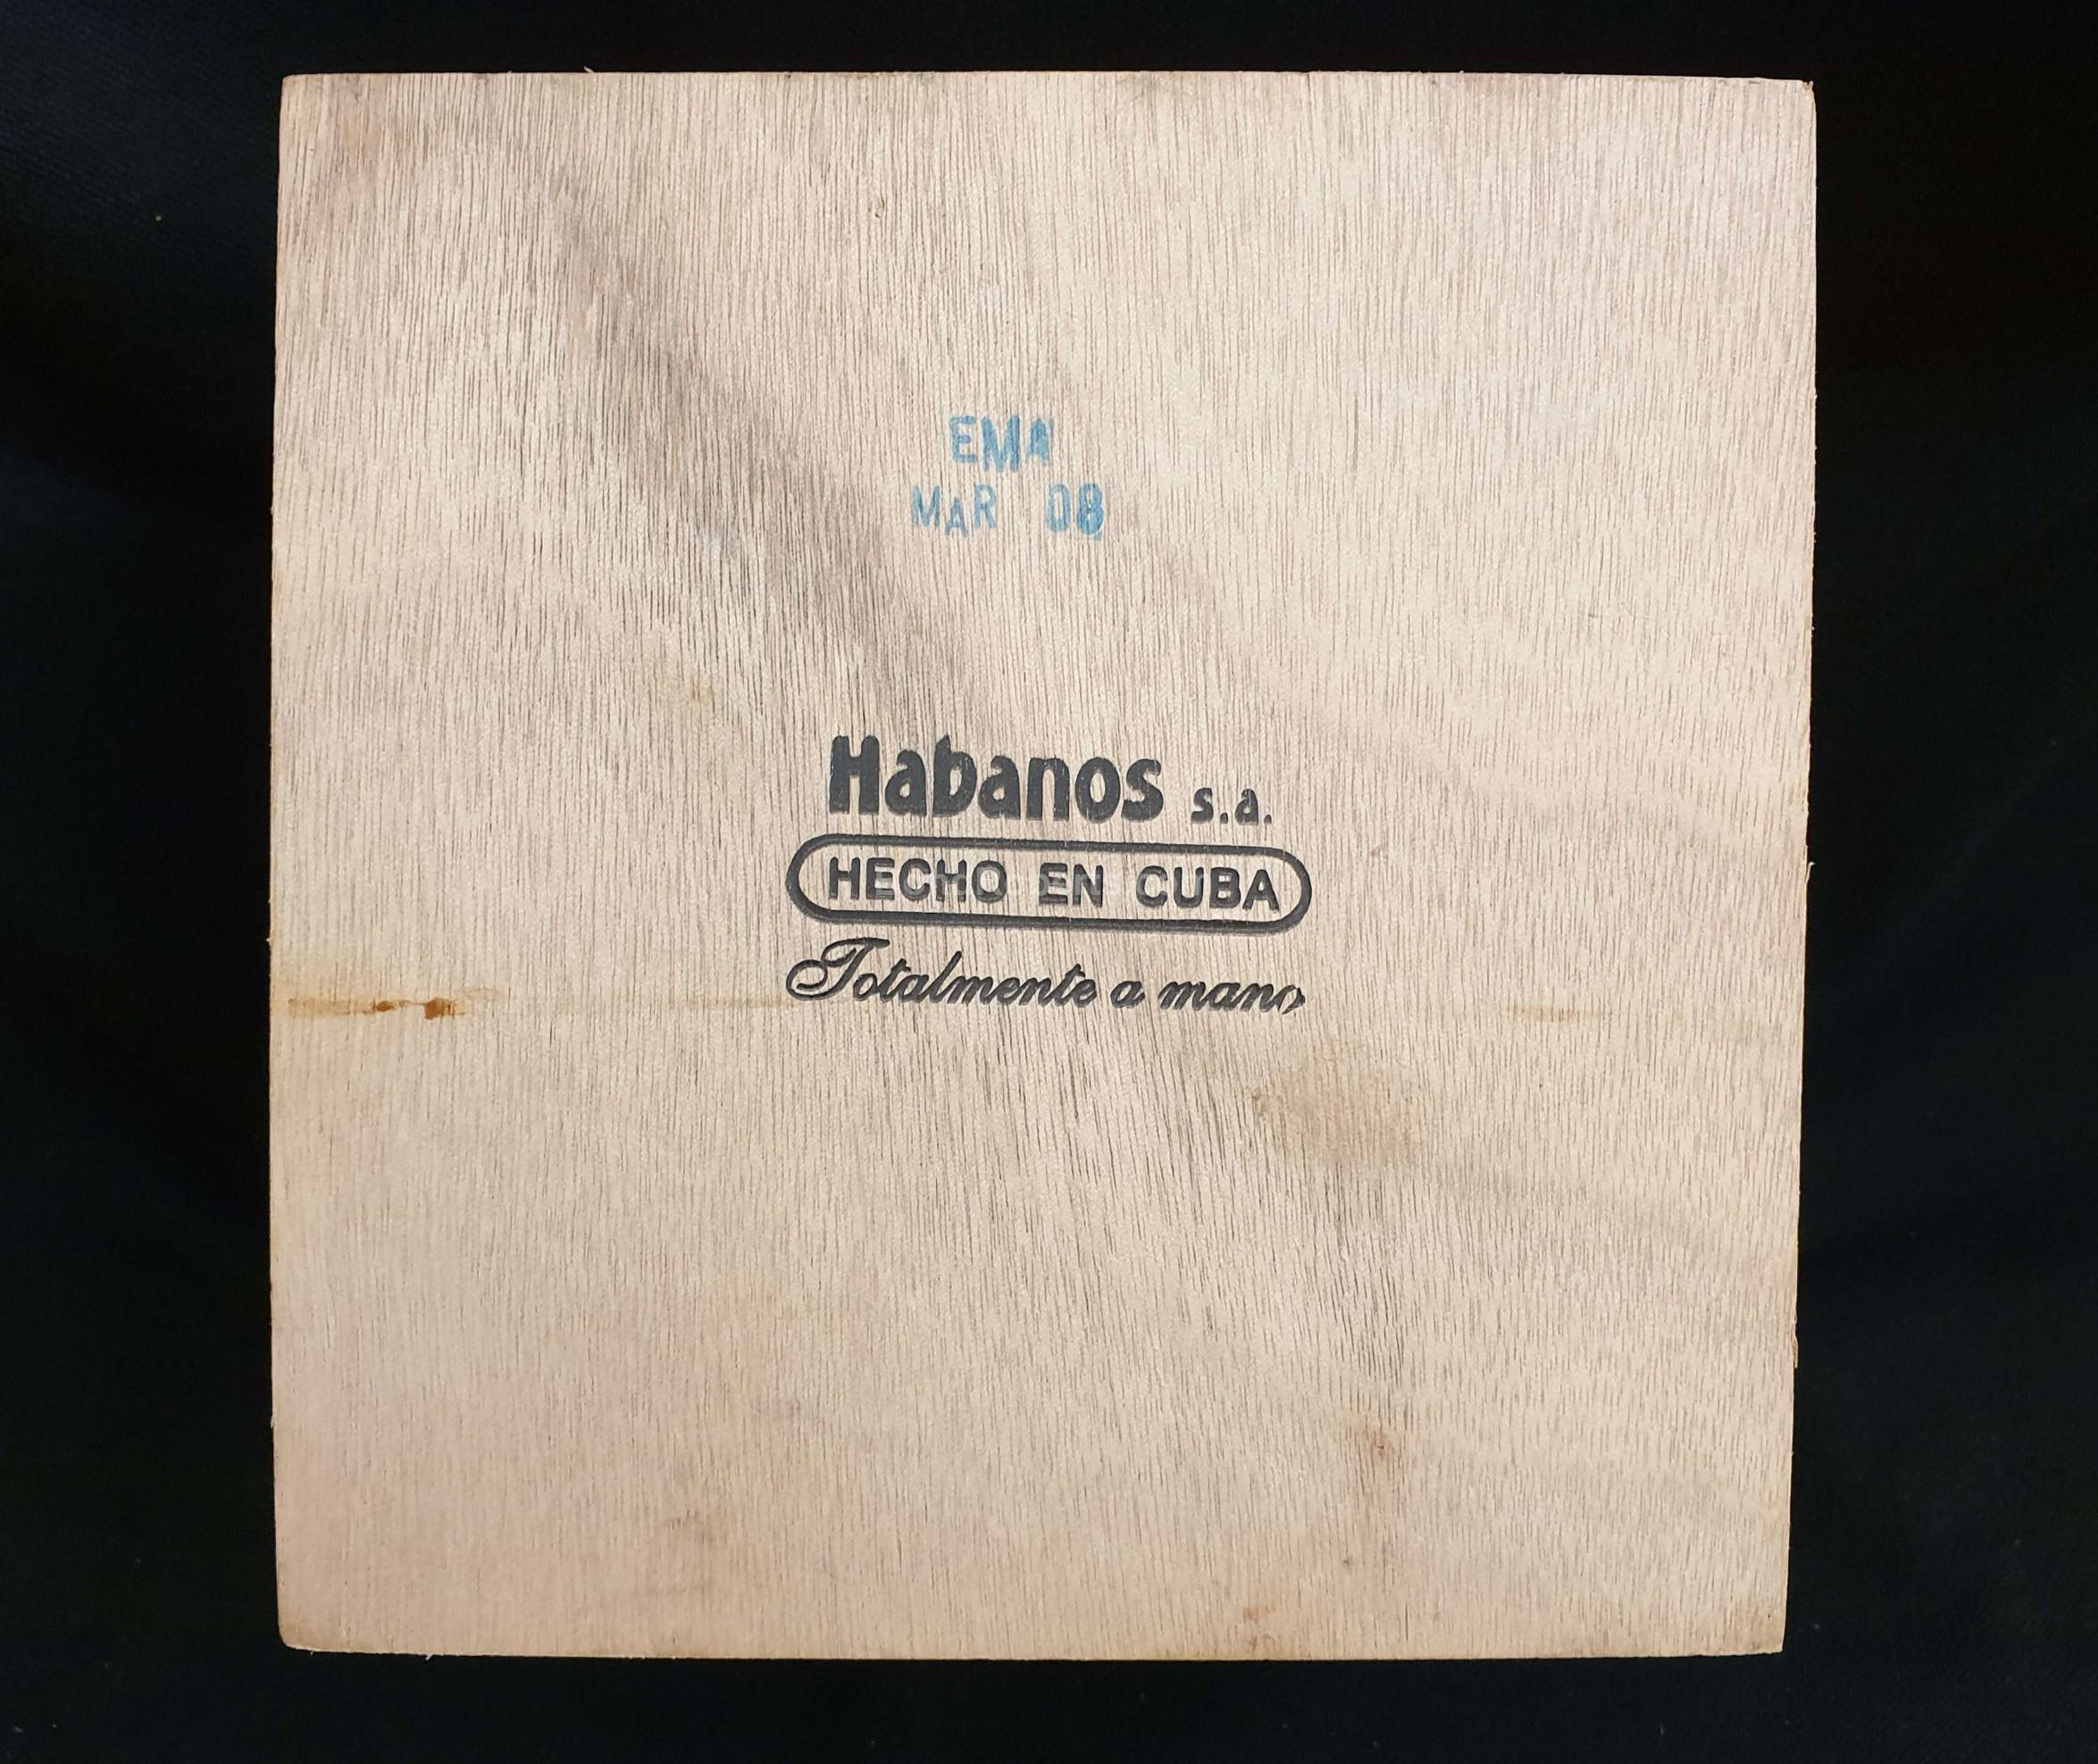 EMA
MAR 08
Habanos s.a.
HECHO EN CUBA
Totalmente a mano